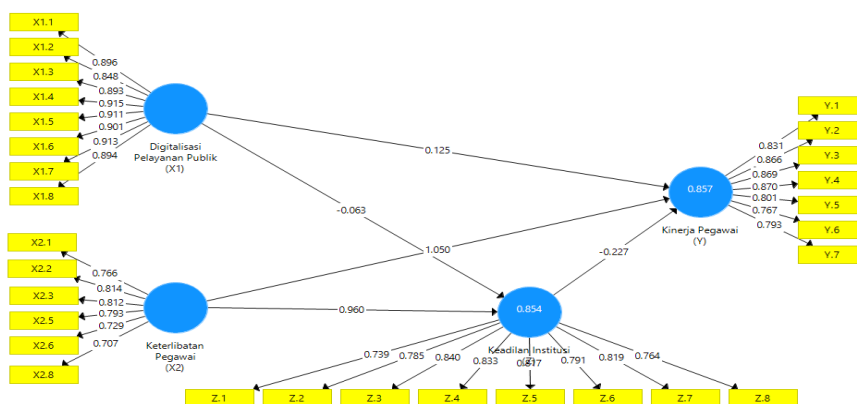 X1.1
X1.2
X1.3
X1.4
X1.5
X1.6
X1.7
X1.8
0.896
0.848
0.893
0.915
0.911
0.901
0.913
0.894
Digitalisasi
Pelayanan Publik
(X1)
0.125
-0.063
1.050
0.960
-0.227
X2.1
X2.2
X2.3
X2.5
X2.6
X2.8
0.766
0.814
0.812
0.793
0.729
0.707
Keterlibatan
Pegawai
(X2)
0.857
Kinerja Pegawai
(Y)
0.831
0.866
0.869
0.870
0.801
0.767
0.793
Y.1
Y.2
Y.3
Y.4
Y.5
Y.6
Y.7
0.854
Keadilan Institusi
(Z)
0.739
0.785
0.840
0.833
0.817
0.791
0.819
0.764
Z.1
Z.2
Z.3
Z.4
Z.5
Z.6
Z.7
Z.8